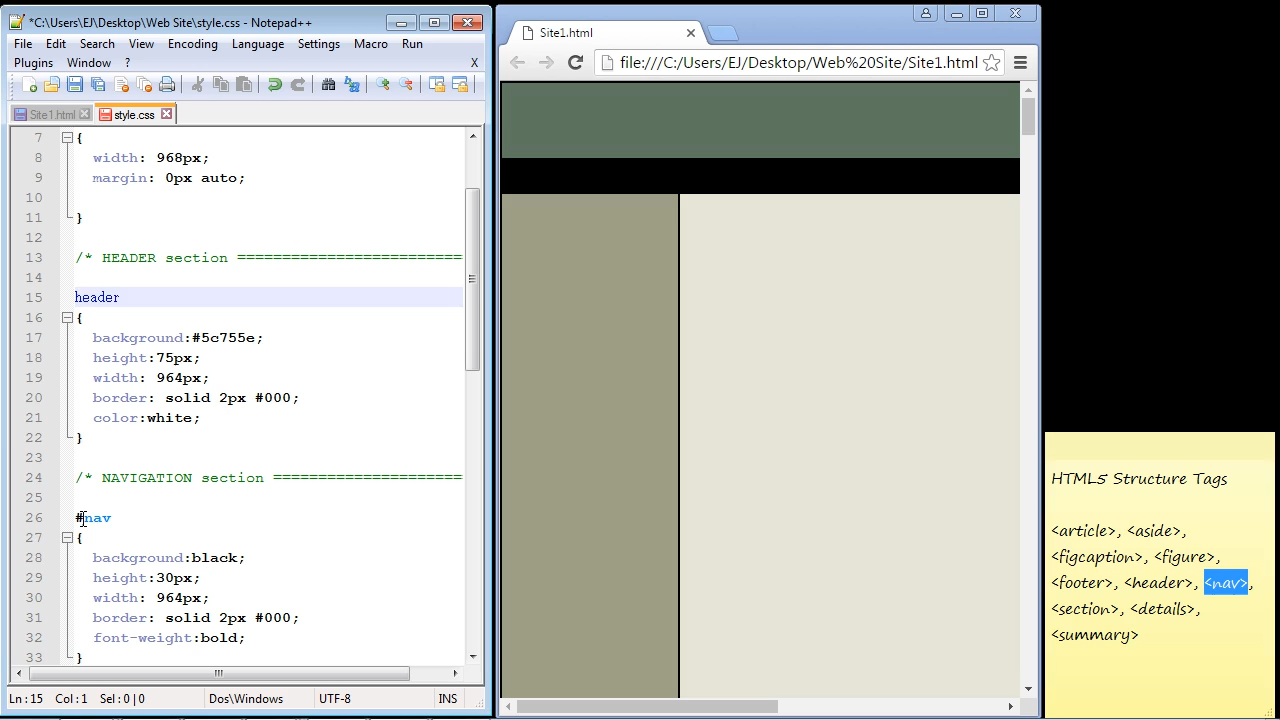 *C:\Users\EJ\Desktop\Web Site\style.css - Notepad++
File Edit Search View Encoding Language Settings Macro Run
Plugins Window ? X
Site1.html style.css
7 {
8 width: 968px;
9 margin: 0px auto;
10
11 }
12
13 /* HEADER section =========================
14
15 header
16 {
17 background:#5c755e;
18 height:75px;
19 width: 964px;
20 border: solid 2px #000;
21 color:white;
22 }
23
24 /* NAVIGATION section =====================
25
26 #nav
27 {
28 background:black;
29 height:30px;
30 width: 964px;
31 border: solid 2px #000;
32 font-weight:bold;
33 }
Ln:15 Col:1 Sel:0|0 Dos\Windows UTF-8 INS
Site1.html
file:///C:/Users/EJ/Desktop/Web%20Site/Site1.html
HTML5 Structure Tags
<article>, <aside>,
<figcaption>, <figure>,
<footer>, <header>, <nav>,
<section>, <details>,
<summary>